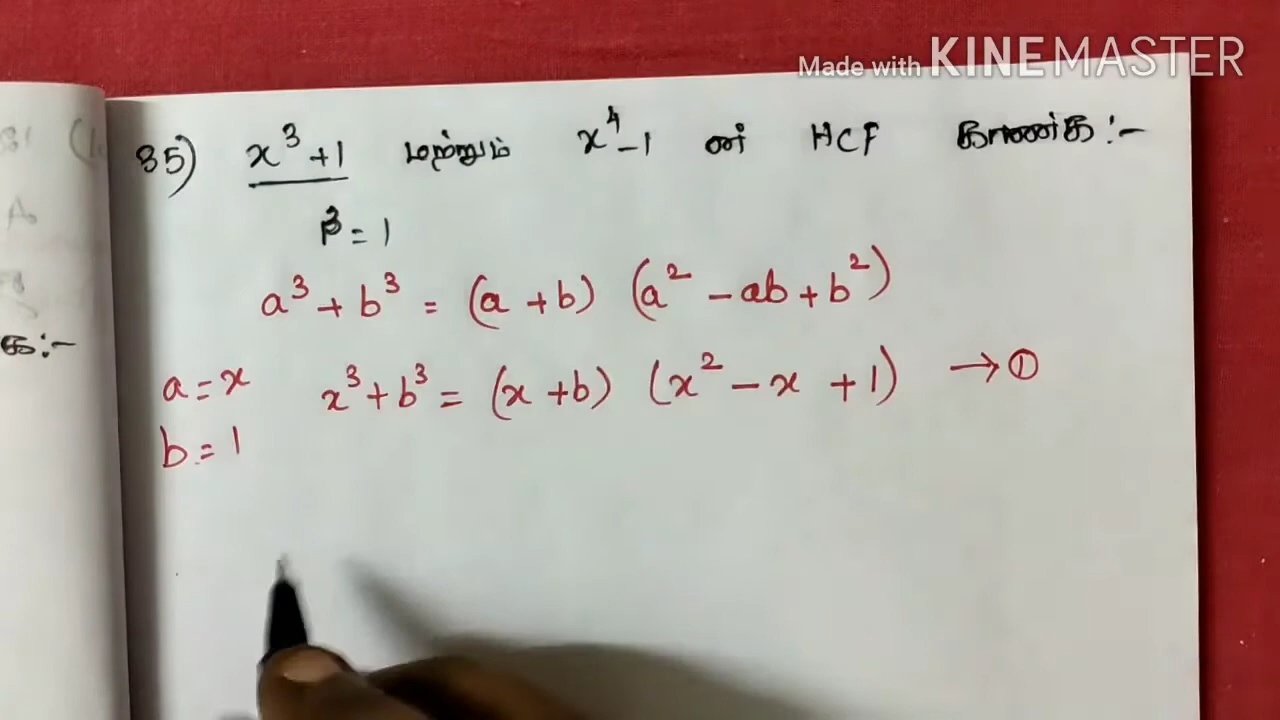 Made with KINEMASTER
35) x³+1 மற்றும் x⁴-1 ன் HCF காண்க:-
1³ = 1
a³ + b³ = (a + b) (a² - ab + b²)
க:-
a = x x³ + b³ = (x + b) (x² - x + 1) → ①
b = 1